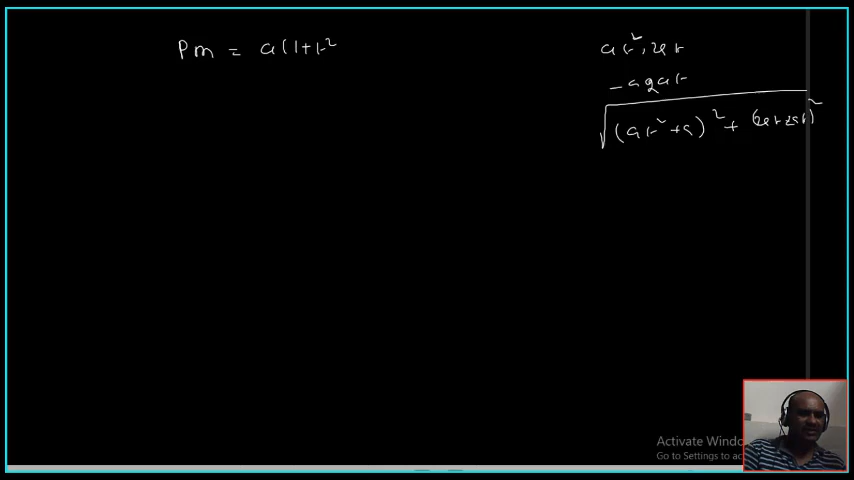 Pm = a(1+t²
at², 2at
-a 2at
√(at²+a)² + (2at-2at)²
Activate Windo
Go to Settings to ac